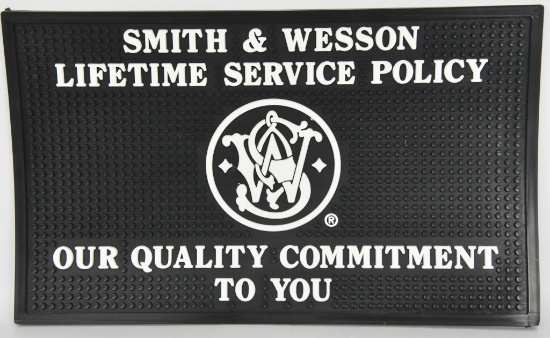 SMITH & WESSON
LIFETIME SERVICE POLICY
S&W
®
OUR QUALITY COMMITMENT
TO YOU